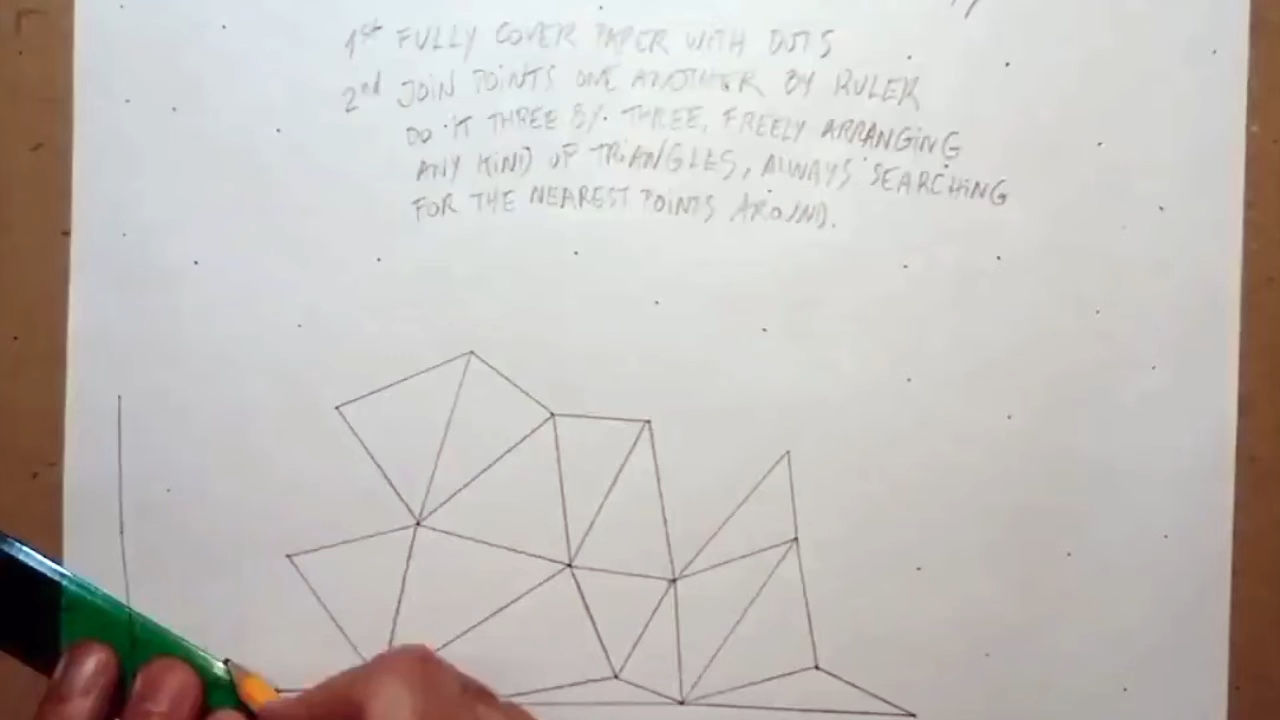 1st FULLY COVER PAPER WITH DOTS
2nd JOIN POINTS ONE ANOTHER BY RULER
DO IT THREE BY THREE, FREELY ARRANGING
ANY KIND OF TRIANGLES, ALWAYS SEARCHING
FOR THE NEAREST POINTS AROUND.